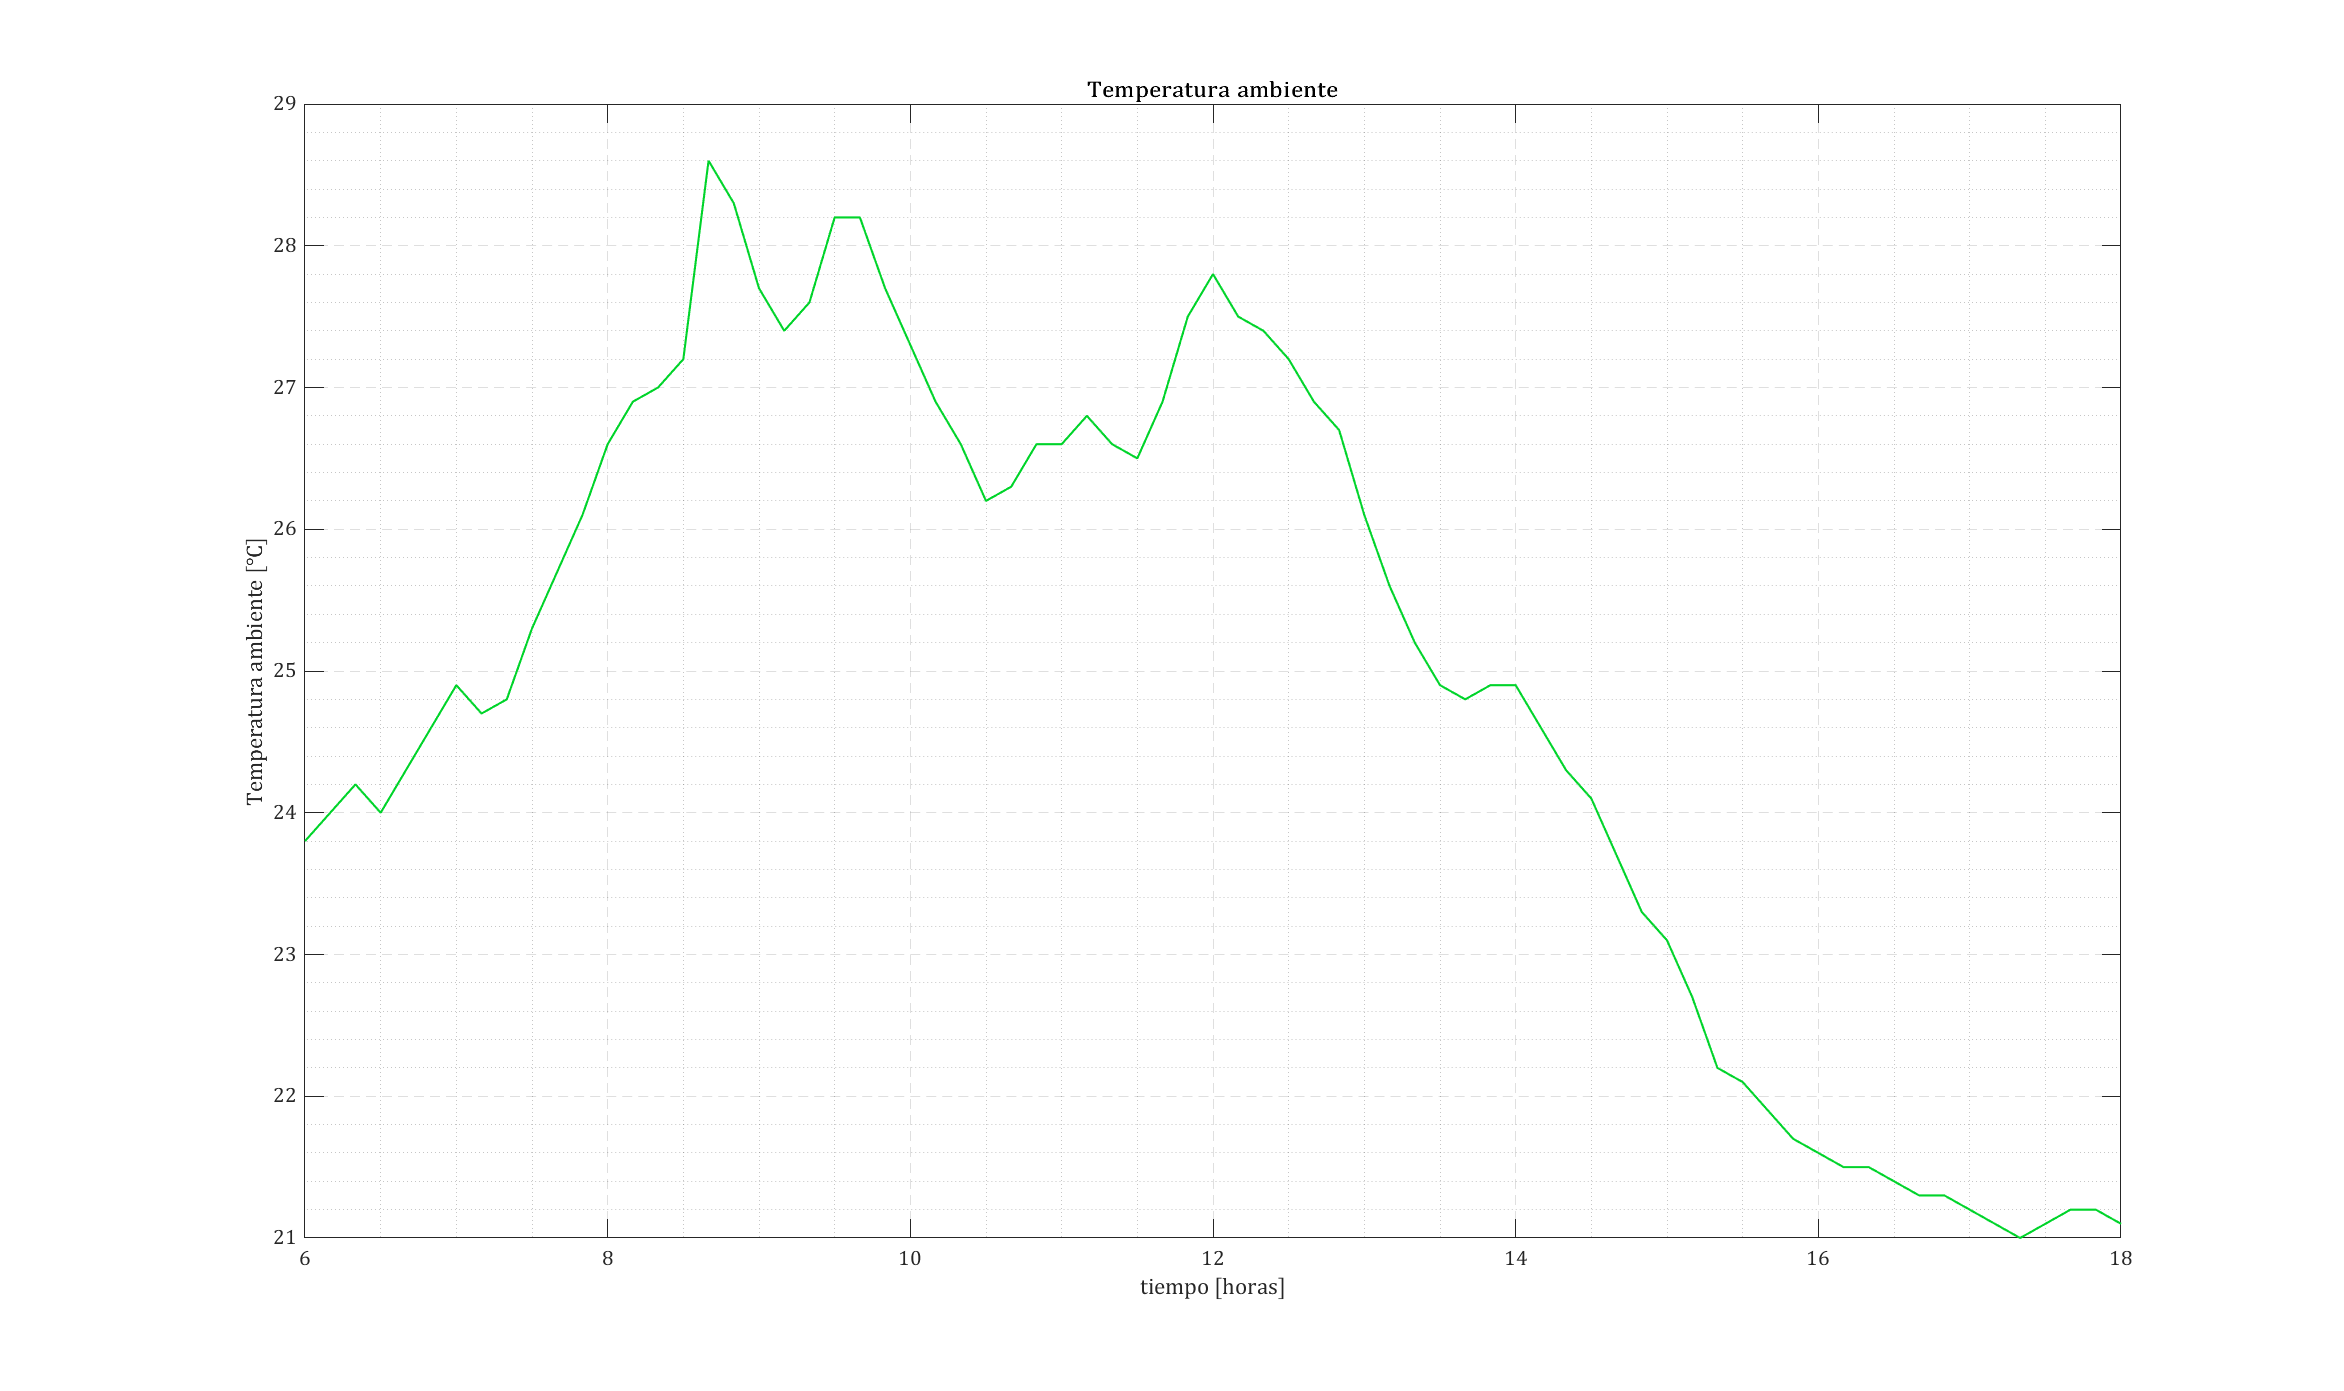 Temperatura ambiente
29
28
27
26
25
24
23
22
21
Temperatura ambiente [°C]
6 8 10 12 14 16 18
tiempo [horas]